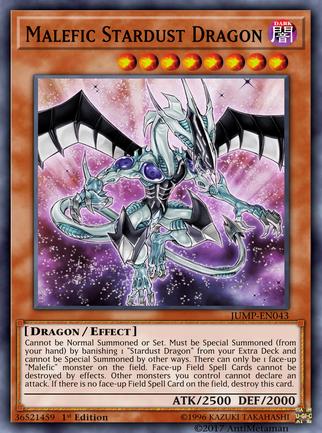 Malefic Stardust Dragon
DARK
闇
JUMP-EN043
[Dragon / Effect]
Cannot be Normal Summoned or Set. Must be Special Summoned (from
your hand) by banishing 1 "Stardust Dragon" from your Extra Deck and
cannot be Special Summoned by other ways. There can only be 1 face-up
"Malefic" monster on the field. Face-up Field Spell Cards cannot be
destroyed by effects. Other monsters you control cannot declare an
attack. If there is no face-up Field Spell Card on the field, destroy this card.
ATK/2500 DEF/2000
36521459 1st Edition ©1996 KAZUKI TAKAHASHI
©2017 AntiMetaman